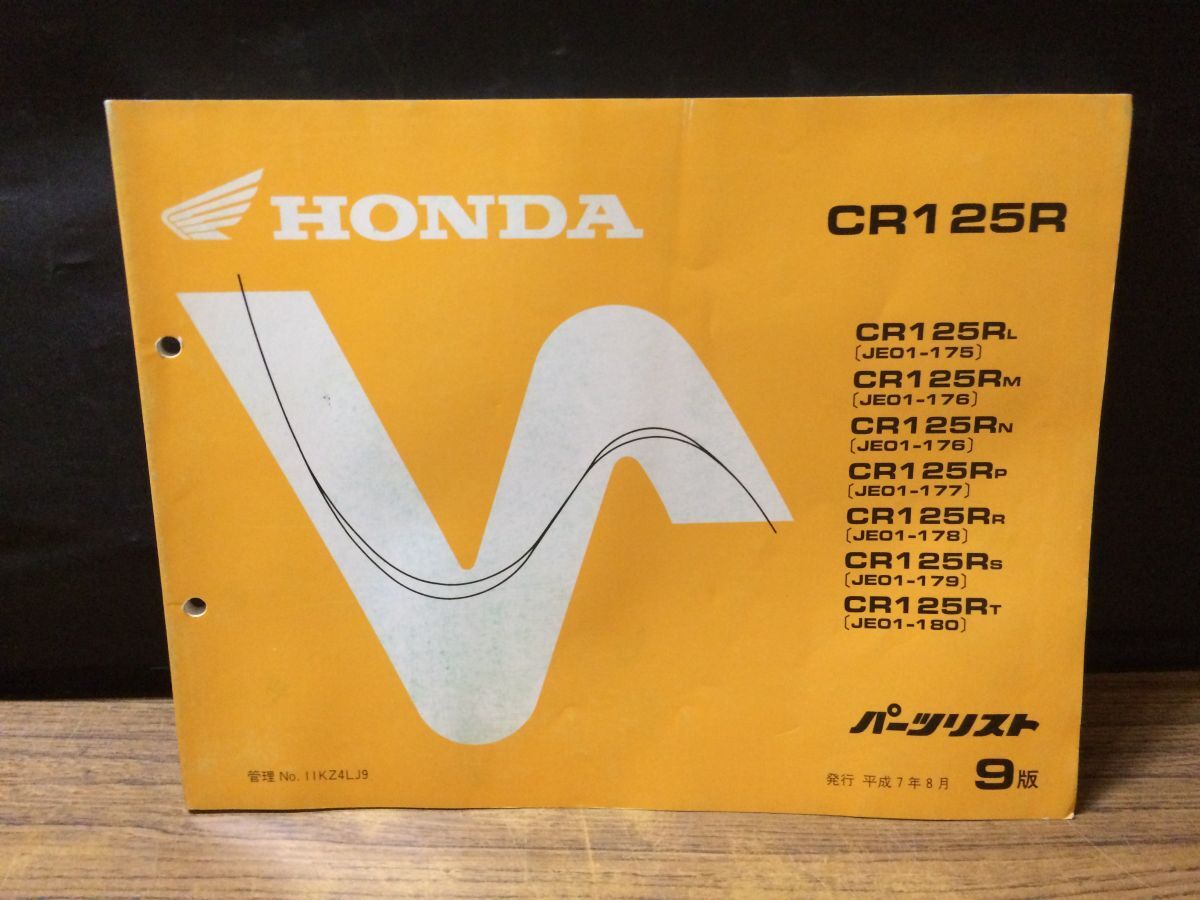 HONDA
CR125R
CR125RL
〔JE01-175〕
CR125RM
〔JE01-176〕
CR125RN
〔JE01-176〕
CR125RP
〔JE01-177〕
CR125RR
〔JE01-178〕
CR125RS
〔JE01-179〕
CR125RT
〔JE01-180〕
パーツリスト
管理 No. 11KZ4LJ9
発行 平成7年8月 9版